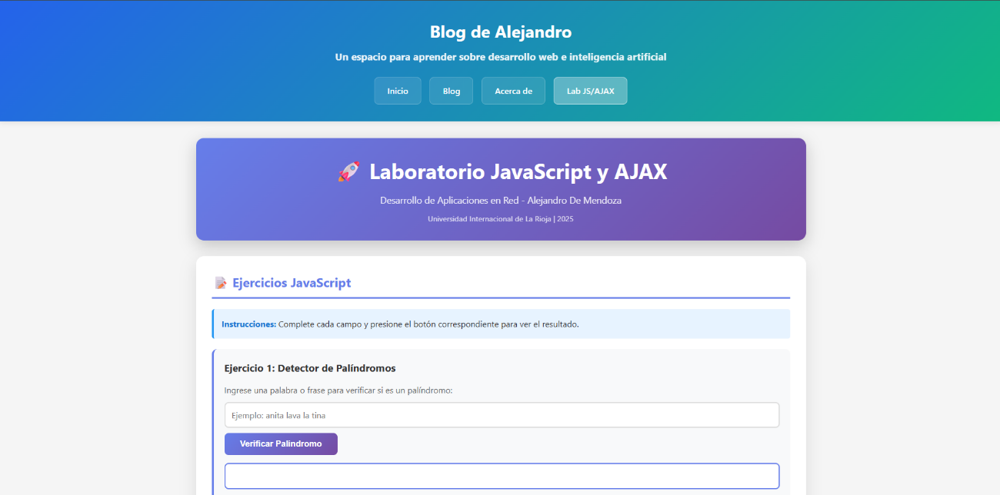 Blog de Alejandro
Un espacio para aprender sobre desarrollo web e inteligencia artificial
Inicio
Blog
Acerca de
Lab JS/AJAX
🚀 Laboratorio JavaScript y AJAX
Desarrollo de Aplicaciones en Red - Alejandro De Mendoza
Universidad Internacional de La Rioja | 2025
📝 Ejercicios JavaScript
Instrucciones: Complete cada campo y presione el botón correspondiente para ver el resultado.
Ejercicio 1: Detector de Palíndromos
Ingrese una palabra o frase para verificar si es un palíndromo:
Ejemplo: anita lava la tina
Verificar Palindromo